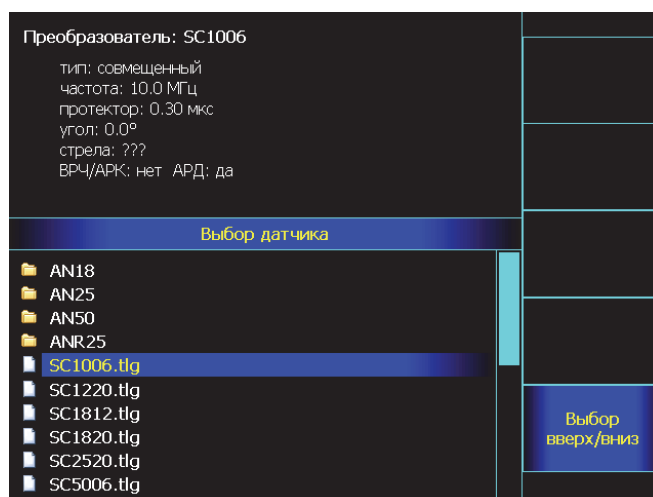 Преобразователь: SC1006
тип: совмещенный
частота: 10.0 МГц
протектор: 0.30 мкс
угол: 0.0°
стрела: ???
ВРЧ/АРК: нет АРД: да
Выбор датчика
AN18
AN25
AN50
ANR25
SC1006.tlg
SC1220.tlg
SC1812.tlg
SC1820.tlg
SC2520.tlg
SC5006.tlg
Выбор
вверх/вниз